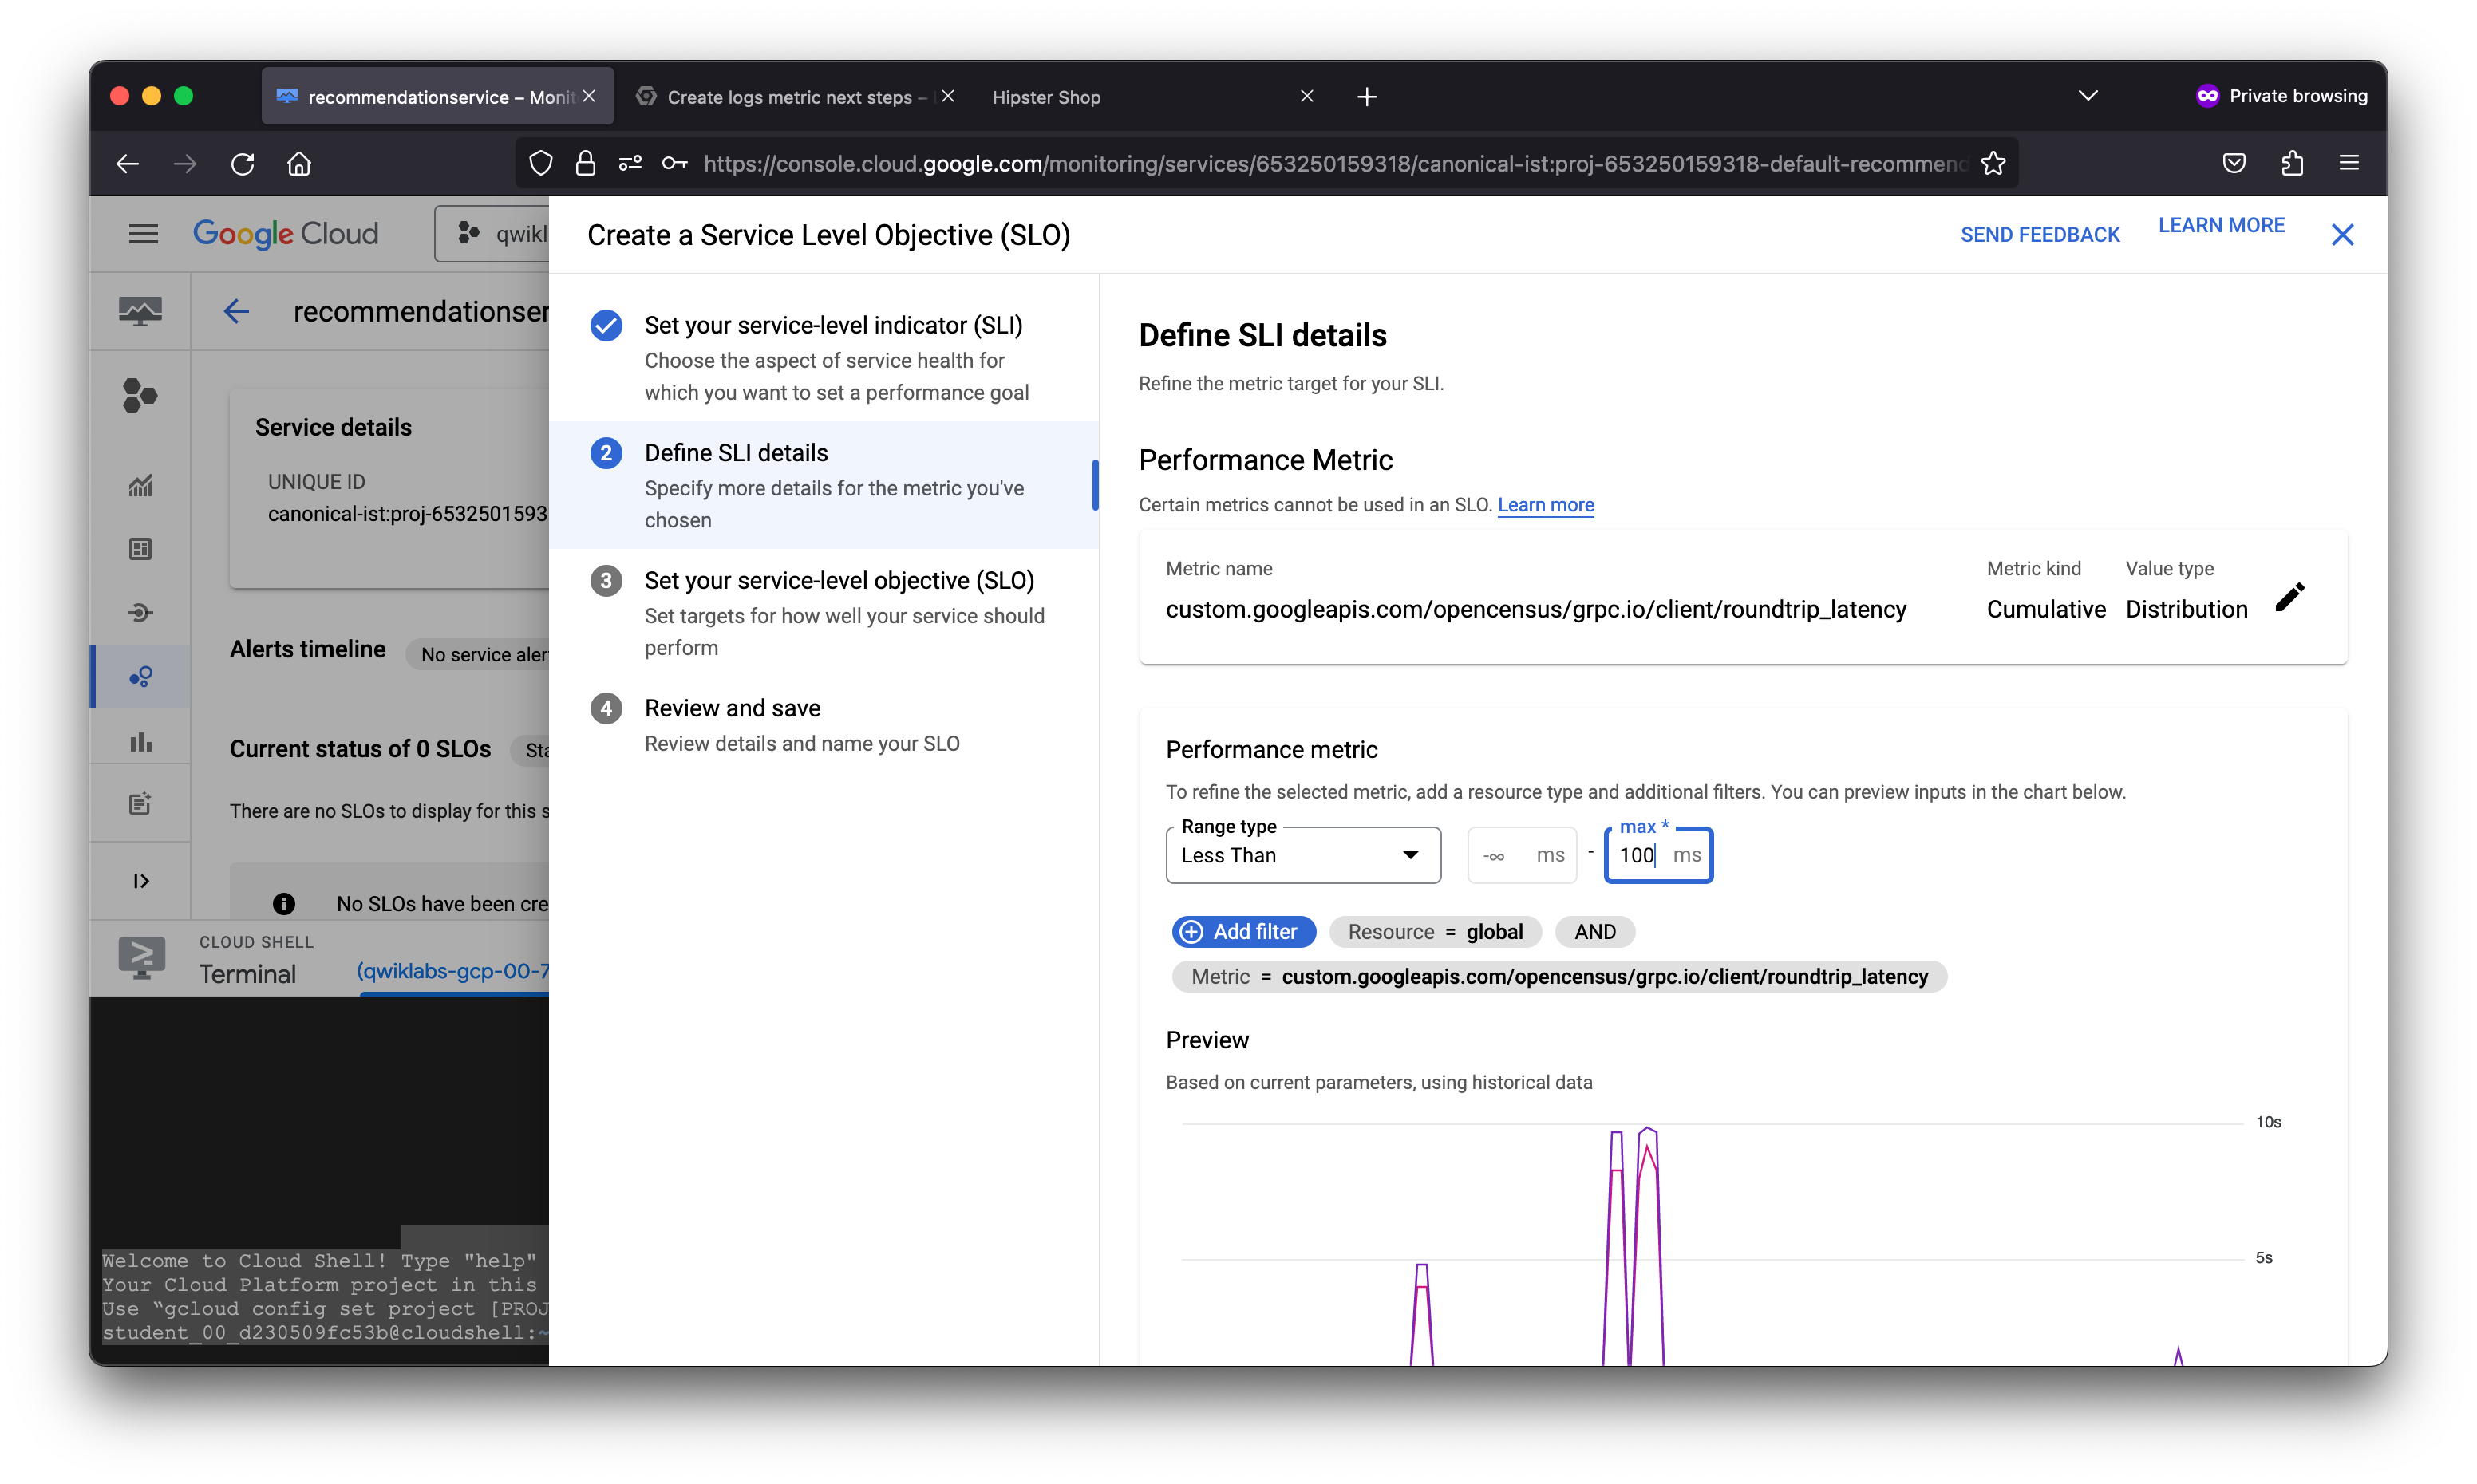 recommendationservice – Monit
Create logs metric next steps –
Hipster Shop
Private browsing
https://console.cloud.google.com/monitoring/services/653250159318/canonical-ist:proj-653250159318-default-recommend
Google Cloud
qwikl
Create a Service Level Objective (SLO)
SEND FEEDBACK
LEARN MORE
recommendationser
Service details
UNIQUE ID
canonical-ist:proj-6532501593
Alerts timeline
No service aler
Current status of 0 SLOs
Sta
There are no SLOs to display for this s
No SLOs have been cre
CLOUD SHELL
Terminal
(qwiklabs-gcp-00-7
Welcome to Cloud Shell! Type "help"
Your Cloud Platform project in this
Use “gcloud config set project [PROJ
student_00_d230509fc53b@cloudshell:~
Set your service-level indicator (SLI)
Choose the aspect of service health for
which you want to set a performance goal
2
Define SLI details
Specify more details for the metric you've
chosen
3
Set your service-level objective (SLO)
Set targets for how well your service should
perform
4
Review and save
Review details and name your SLO
Define SLI details
Refine the metric target for your SLI.
Performance Metric
Certain metrics cannot be used in an SLO. Learn more
Metric name
Metric kind
Value type
custom.googleapis.com/opencensus/grpc.io/client/roundtrip_latency
Cumulative
Distribution
Performance metric
To refine the selected metric, add a resource type and additional filters. You can preview inputs in the chart below.
Range type
max *
Less Than
-∞ ms
-
100 ms
Add filter
Resource = global
AND
Metric = custom.googleapis.com/opencensus/grpc.io/client/roundtrip_latency
Preview
Based on current parameters, using historical data
10s
5s